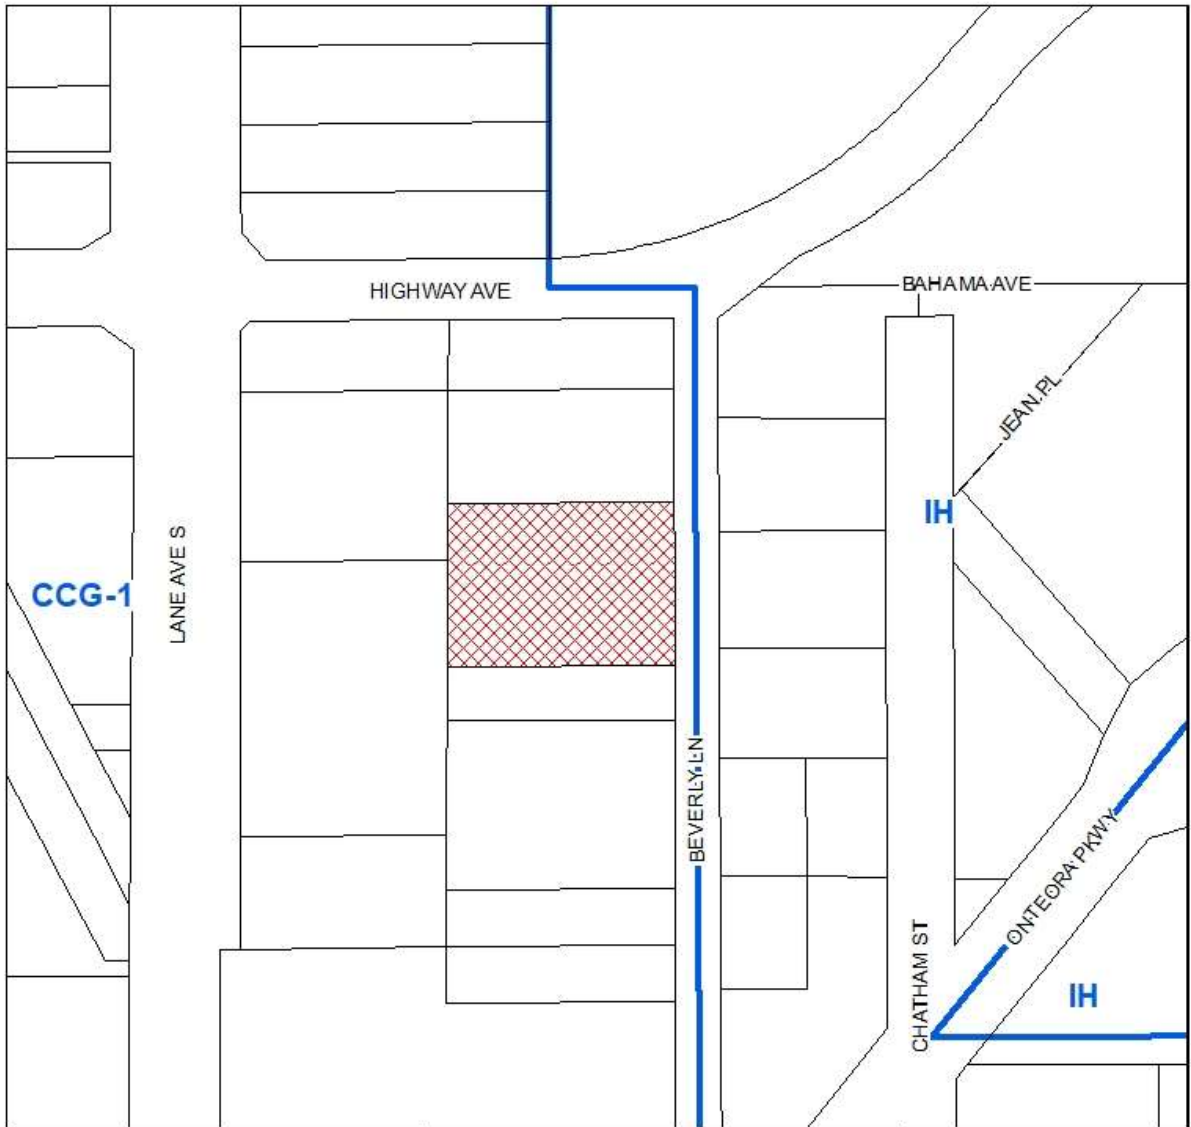 HIGHWAY AVE
BAHAMA AVE
JEAN PL
IH
LANE AVE S
CCG-1
BEVERLY LN
ONTEORA PKWY
CHATHAM ST
IH